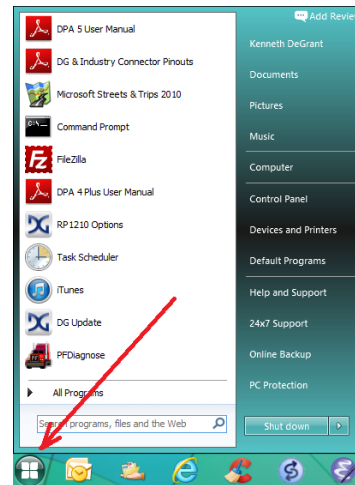 DPA 5 User Manual
DG & Industry Connector Pinouts
Microsoft Streets & Trips 2010
Command Prompt
FileZilla
DPA 4 Plus User Manual
RP1210 Options
Task Scheduler
iTunes
DG Update
PFDiagnose
All Programs
Search programs, files and the Web
Add Revie
Kenneth DeGrant
Documents
Pictures
Music
Computer
Control Panel
Devices and Printers
Default Programs
Help and Support
24x7 Support
Online Backup
PC Protection
Shut down